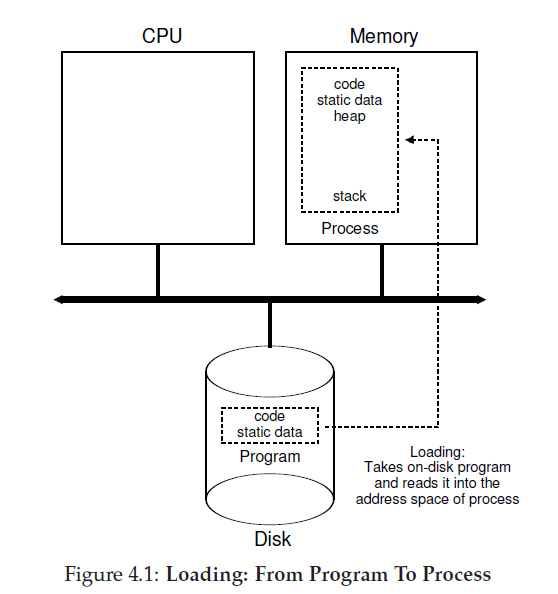 CPU
Memory
code
static data
heap
stack
Process
code
static data
Program
Loading:
Takes on-disk program
and reads it into the
address space of process
Disk
Figure 4.1: Loading: From Program To Process